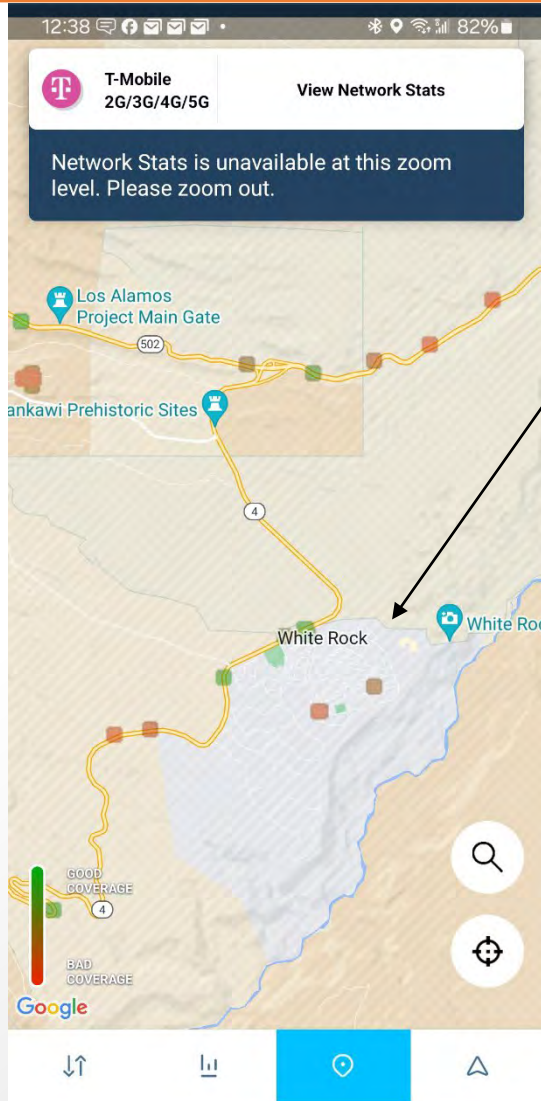 12:38
82%
T-Mobile
2G/3G/4G/5G
View Network Stats
Network Stats is unavailable at this zoom
level. Please zoom out.
Los Alamos
Project Main Gate
502
ankawi Prehistoric Sites
4
White Rock
White Roc
GOOD
COVERAGE
4
BAD
COVERAGE
Google